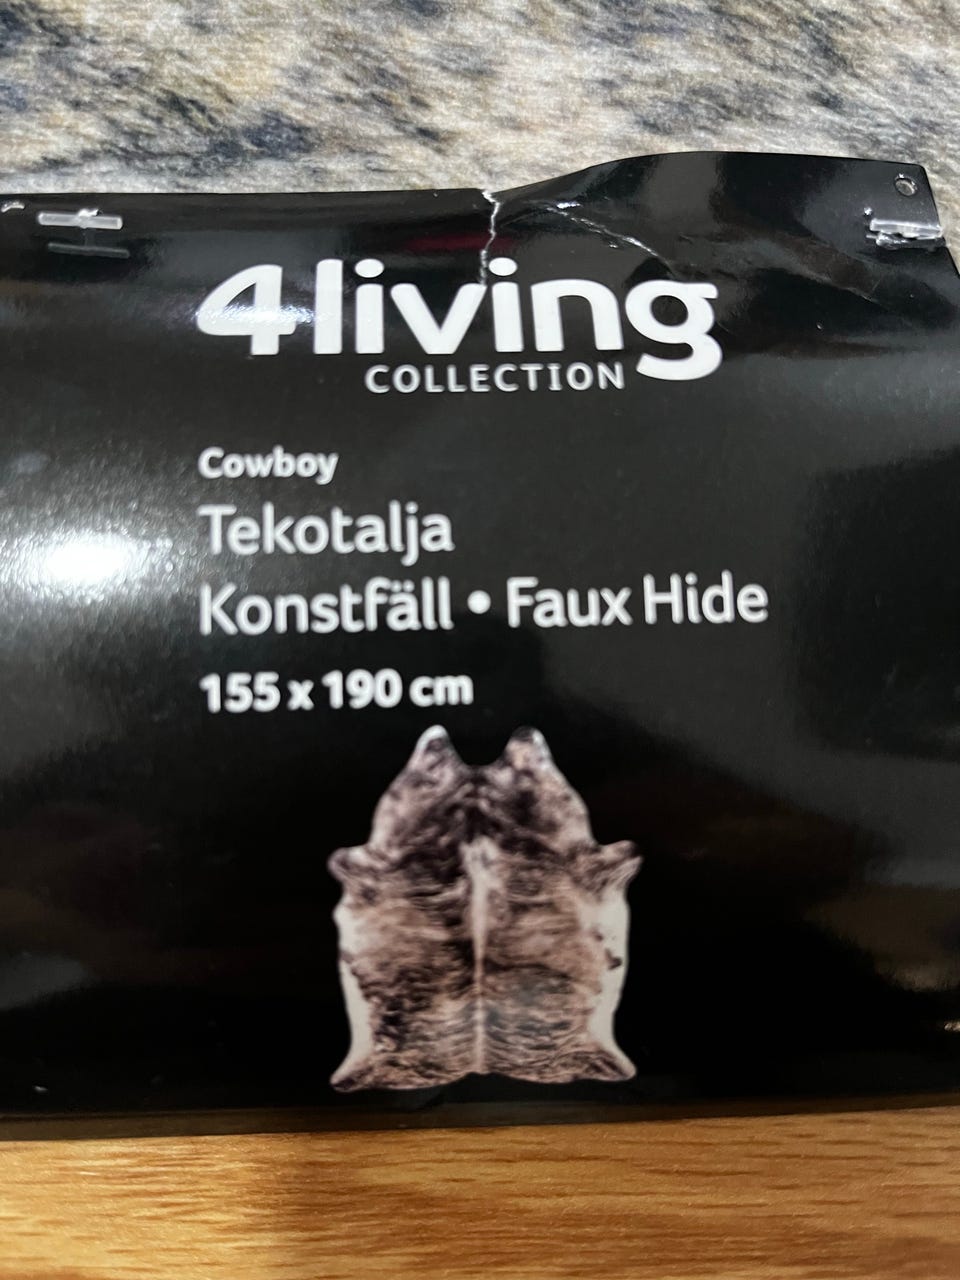 4living
COLLECTION
Cowboy
Tekotalja
Konstfäll • Faux Hide
155 x 190 cm